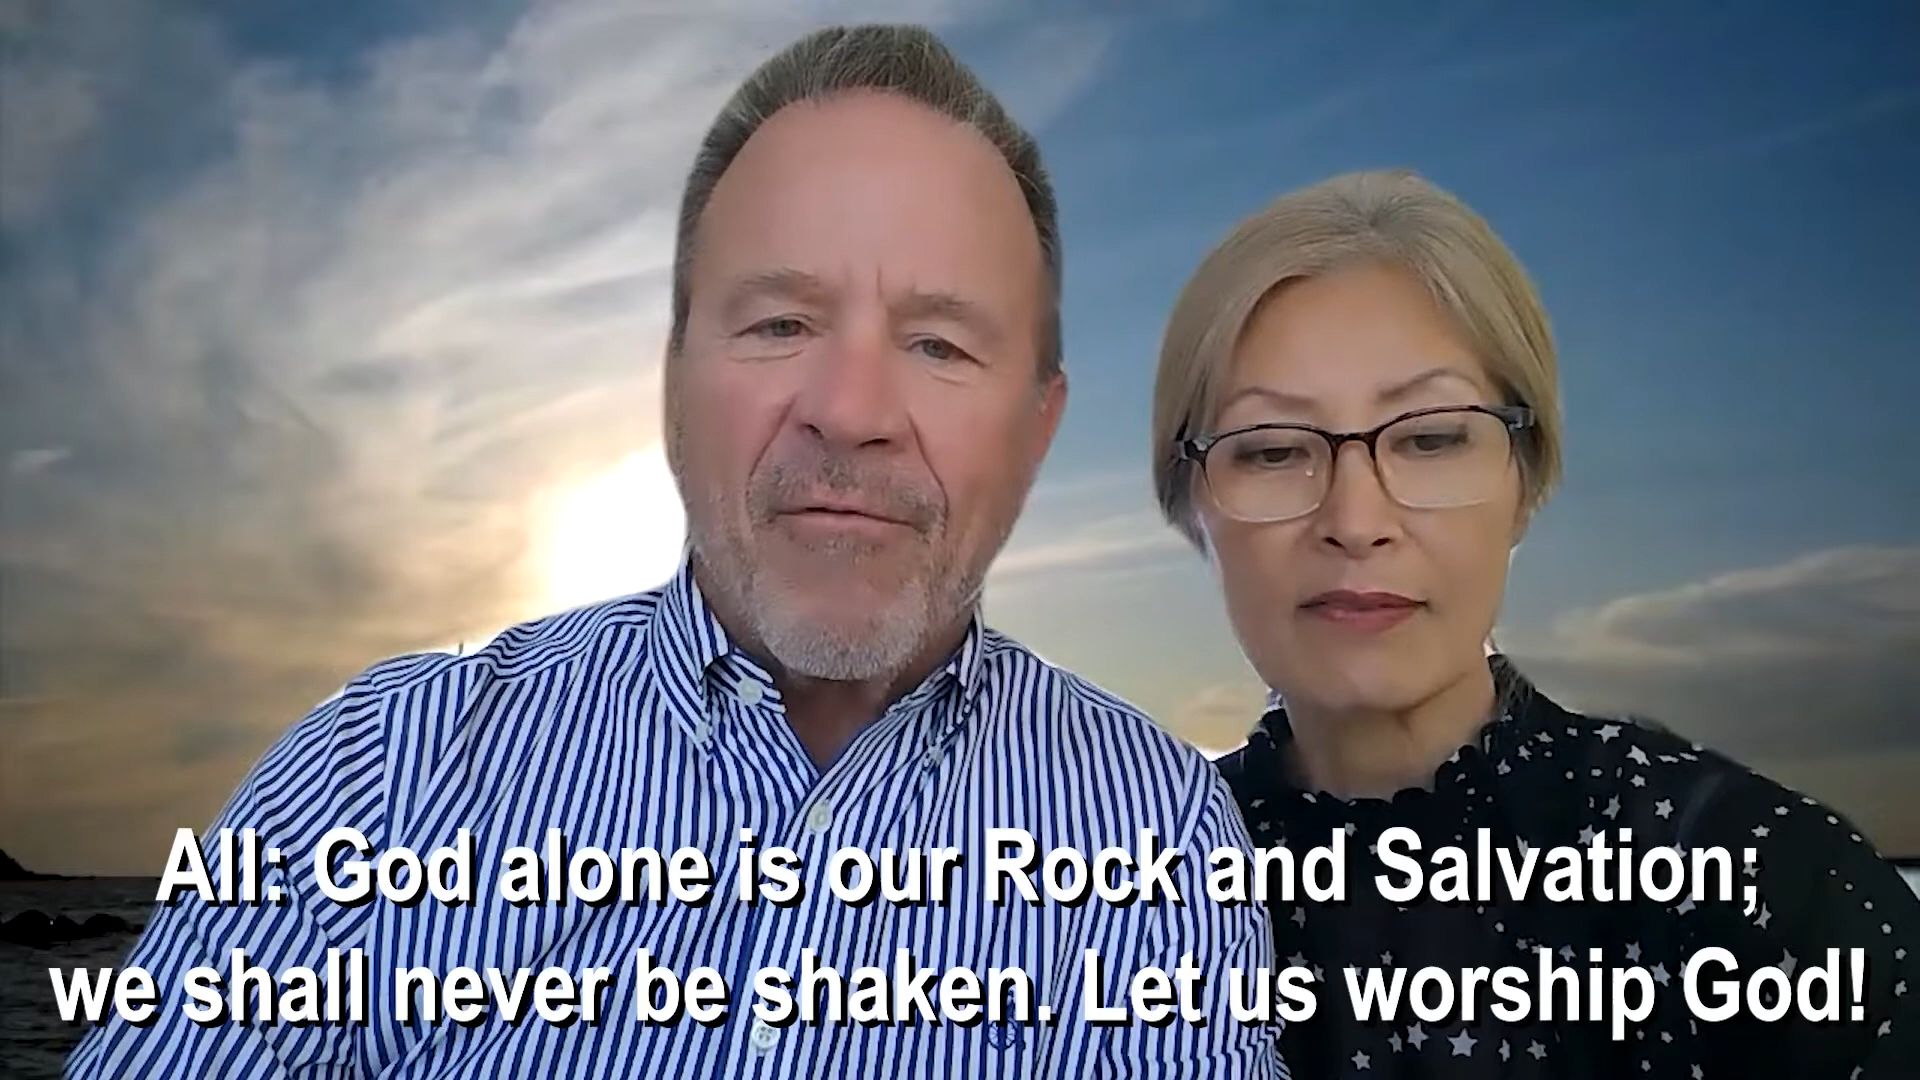 All: God alone is our Rock and Salvation;
we shall never be shaken. Let us worship God!